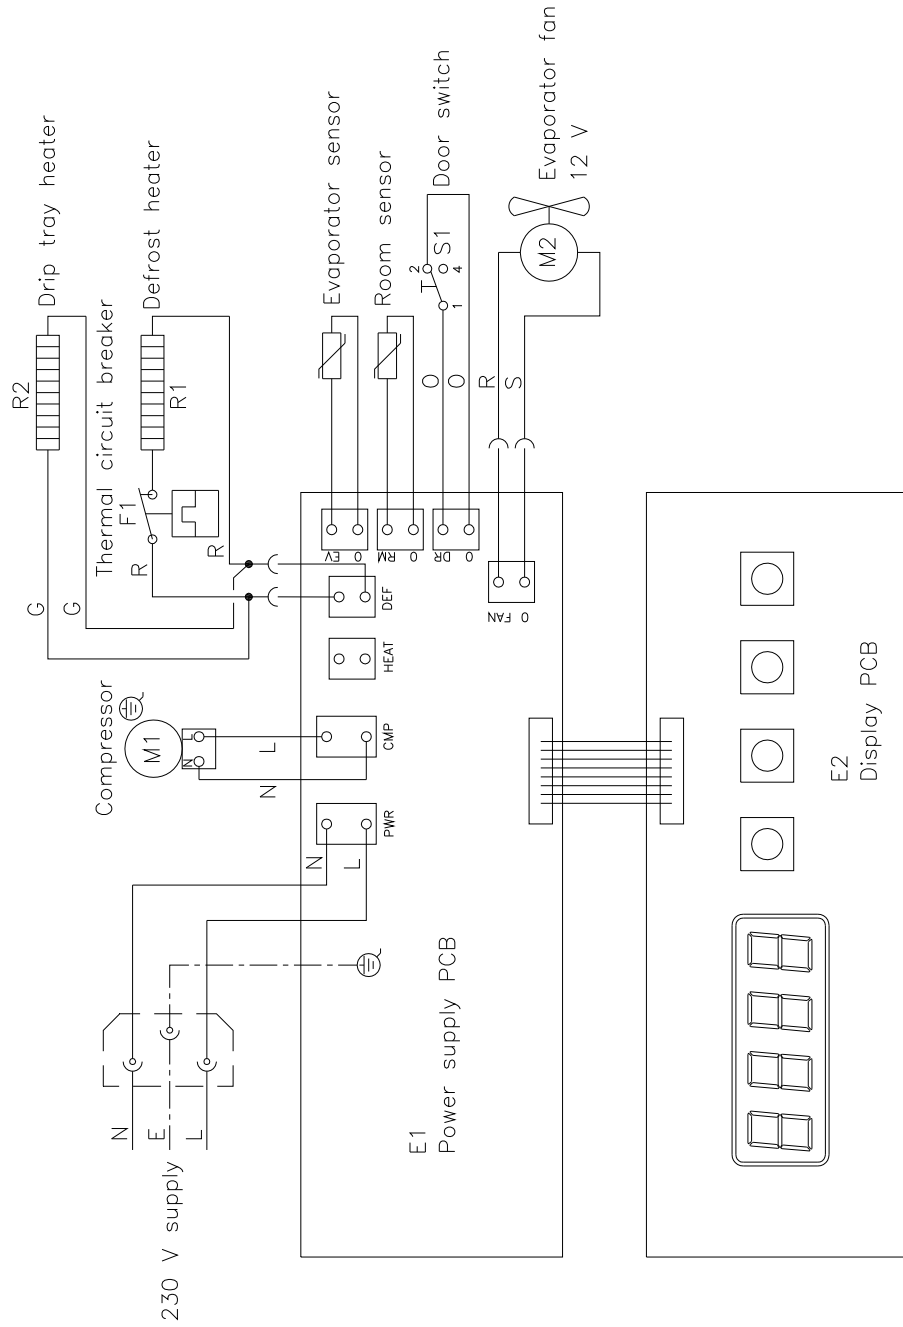 230 V supply
N
E
L
N
L
PWR
E1
Power supply PCB
Compressor
M1
N
L
N
L
CMP
HEAT
DEF
G
G
R2
Drip tray heater
Thermal circuit breaker
F1
R
R
R1
Defrost heater
EV
0
Evaporator sensor
RM
0
Room sensor
DR
0
O
O
1
2
4
S1
Door switch
0 FAN
R
S
M2
Evaporator fan
12 V
E2
Display PCB